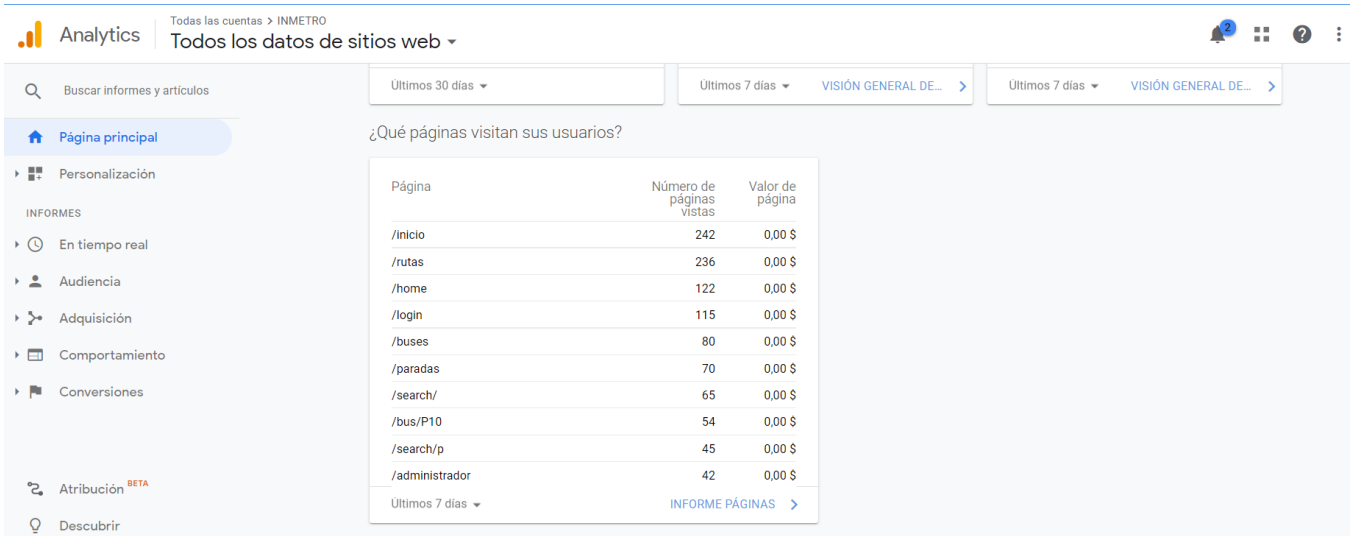 Analytics
Todas las cuentas > INMETRO
Todos los datos de sitios web
2
Buscar informes y artículos
Página principal
Personalización
INFORMES
En tiempo real
Audiencia
Adquisición
Comportamiento
Conversiones
Atribución BETA
Descubrir
Últimos 30 días
Últimos 7 días VISIÓN GENERAL DE...
Últimos 7 días VISIÓN GENERAL DE...
¿Qué páginas visitan sus usuarios?
Página Número de páginas vistas Valor de página
/inicio 242 0,00 $
/rutas 236 0,00 $
/home 122 0,00 $
/login 115 0,00 $
/buses 80 0,00 $
/paradas 70 0,00 $
/search/ 65 0,00 $
/bus/P10 54 0,00 $
/search/p 45 0,00 $
/administrador 42 0,00 $
Últimos 7 días INFORME PÁGINAS